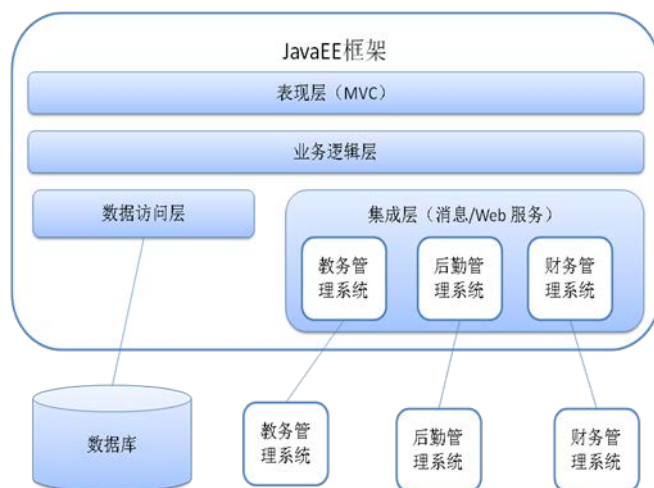 JavaEE框架
表现层（MVC）
业务逻辑层
数据访问层
集成层（消息/Web 服务）
教务管
理系统
后勤管
理系统
财务管
理系统
数据库
教务管
理系统
后勤管
理系统
财务管
理系统